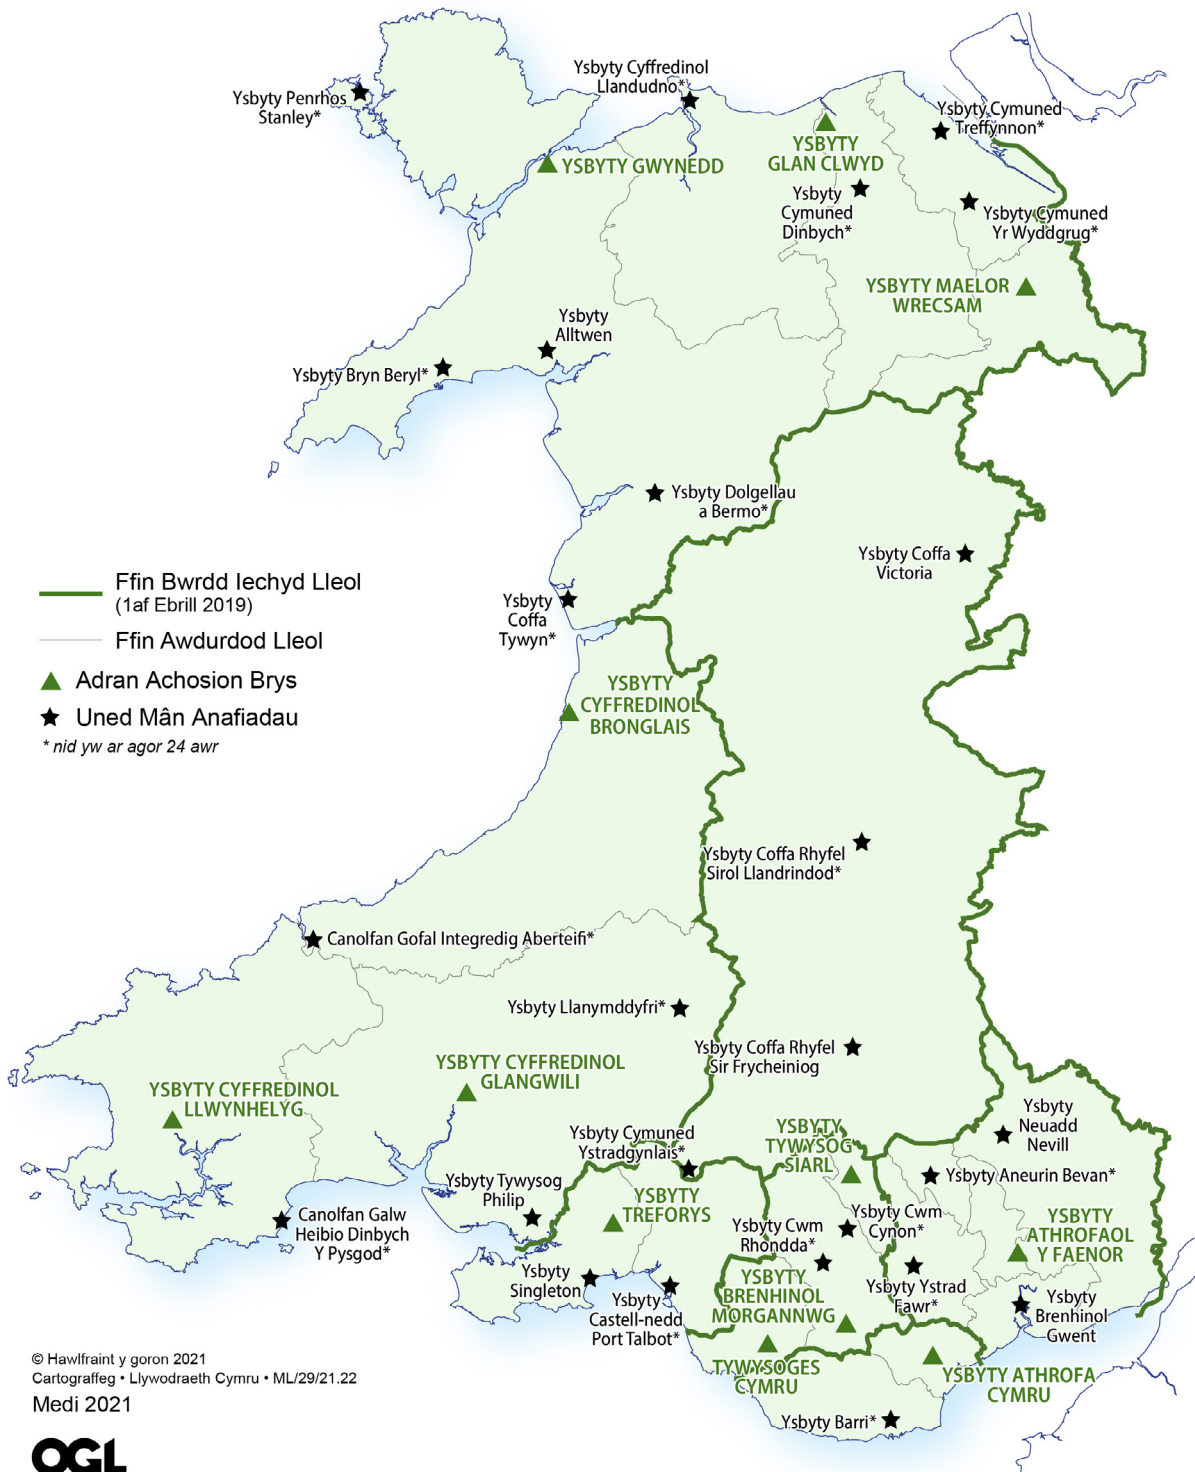 Ysbyty Penrhos
Stanley*
Ysbyty Cyffredinol
Llandudno*
Ysbyty Cymuned
Treffynnon*
YSBYTY GWYNEDD
YSBYTY
GLAN CLWYD
Ysbyty
Cymuned
Dinbych*
Ysbyty Cymuned
Yr Wyddgrug*
YSBYTY MAELOR
WRECSAM
Ysbyty
Alltwen
Ysbyty Bryn Beryl*
Ysbyty Dolgellau
a Bermo*
Ysbyty Coffa
Victoria
Ysbyty
Coffa
Tywyn*
Ffin Bwrdd Iechyd Lleol
(1af Ebrill 2019)
Ffin Awdurdod Lleol
Adran Achosion Brys
Uned Mân Anafiadau
* nid yw ar agor 24 awr
YSBYTY
CYFFREDINOL
BRONGLAIS
Ysbyty Coffa Rhyfel
Sirol Llandrindod*
Canolfan Gofal Integredig Aberteifi*
Ysbyty Llanymddyfri*
Ysbyty Coffa Rhyfel
Sir Frycheiniog
YSBYTY CYFFREDINOL
GLANGWILI
YSBYTY CYFFREDINOL
LLWYNHELYG
Ysbyty
Neuadd
Nevill
YSBYTY
TYWYSOG
SIARL
Ysbyty Cymuned
Ystradgynlais*
Ysbyty Aneurin Bevan*
Ysbyty Tywysog
Philip
YSBYTY
TREFORYS
Canolfan Galw
Heibio Dinbych
Y Pysgod*
Ysbyty Cwm
Rhondda*
Ysbyty Cwm
Cynon*
YSBYTY
ATHROFAOL
Y FAENOR
Ysbyty
Singleton
Ysbyty
Castell-nedd
Port Talbot*
YSBYTY
BRENHINOL
MORGANNWG
Ysbyty Ystrad
Fawr*
Ysbyty
Brenhinol
Gwent
TYWYSOGES
CYMRU
YSBYTY ATHROFA
CYMRU
Ysbyty Barri*
© Hawlfraint y goron 2021
Cartograffeg • Llywodraeth Cymru • ML/29/21.22
Medi 2021
OGL